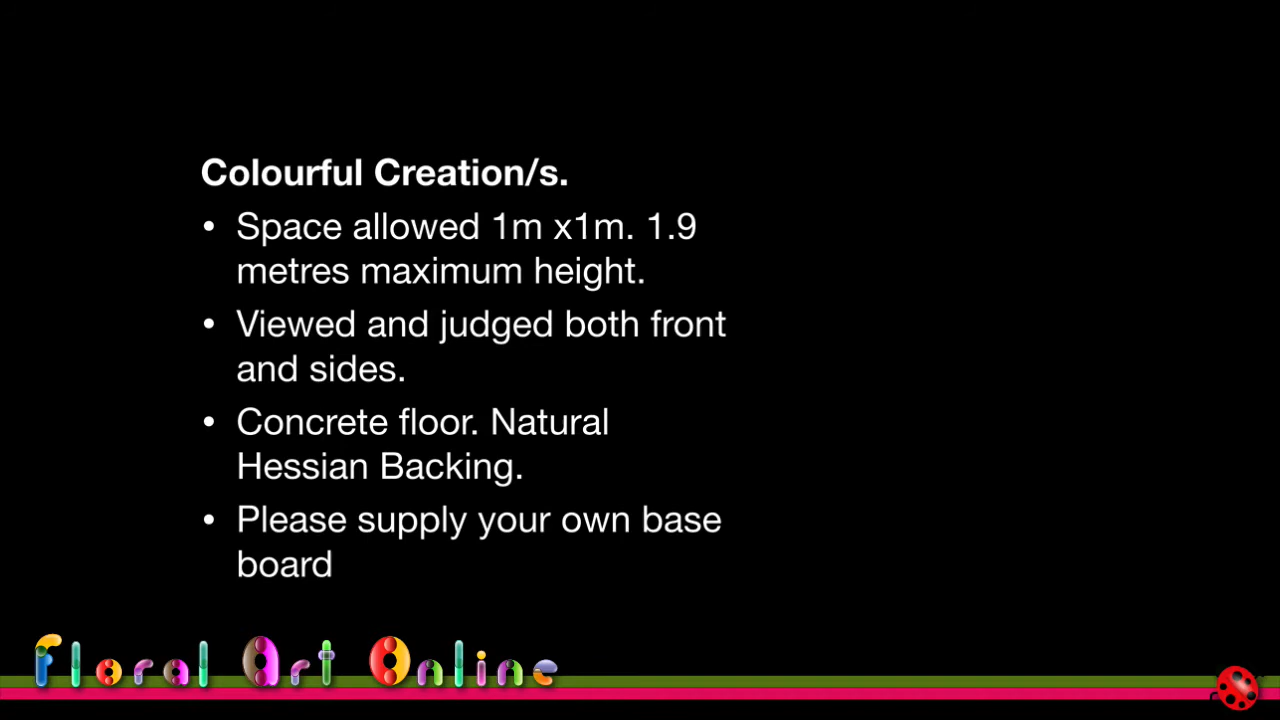 Colourful Creation/s.
• Space allowed 1m x1m. 1.9
metres maximum height.
• Viewed and judged both front
and sides.
• Concrete floor. Natural
Hessian Backing.
• Please supply your own base
board
Floral Art Online